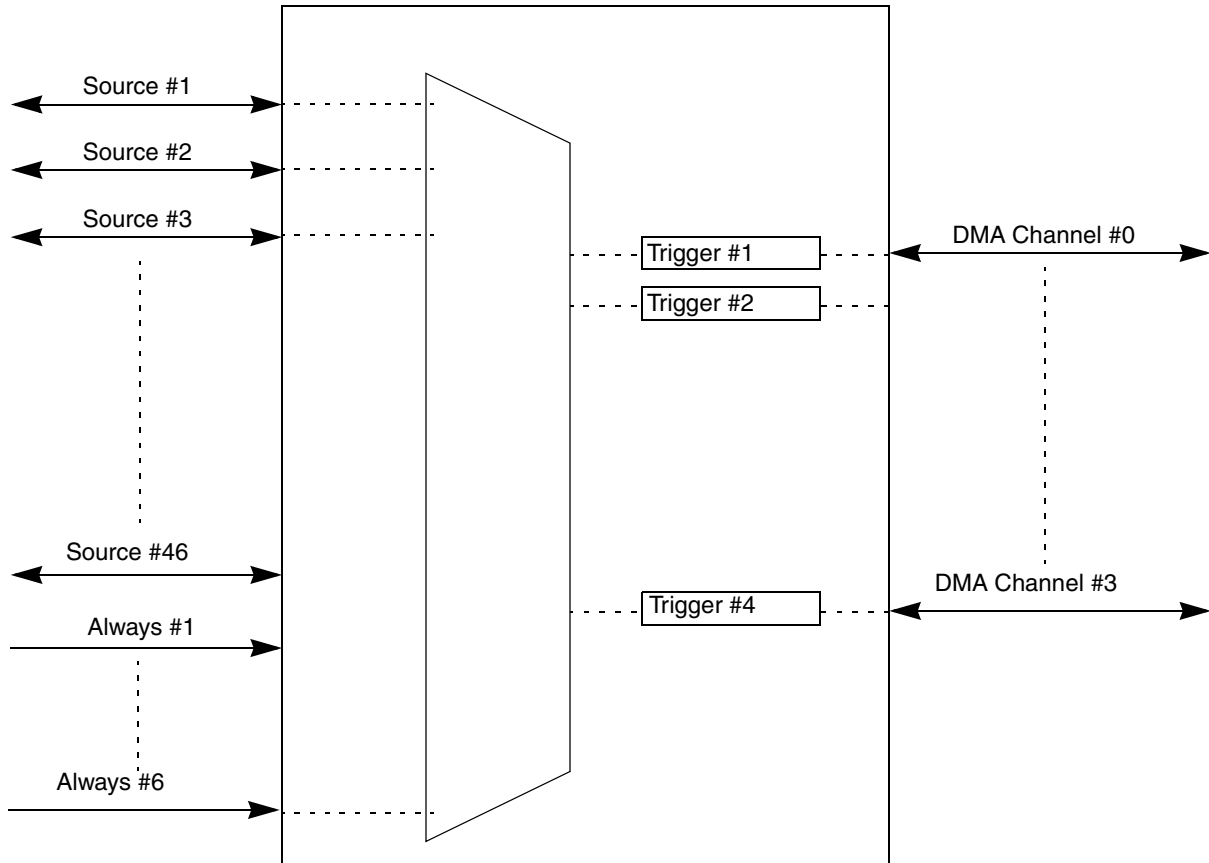 Source #1
Source #2
Source #3
Source #46
Always #1
Always #6
Trigger #1
Trigger #2
Trigger #4
DMA Channel #0
DMA Channel #3